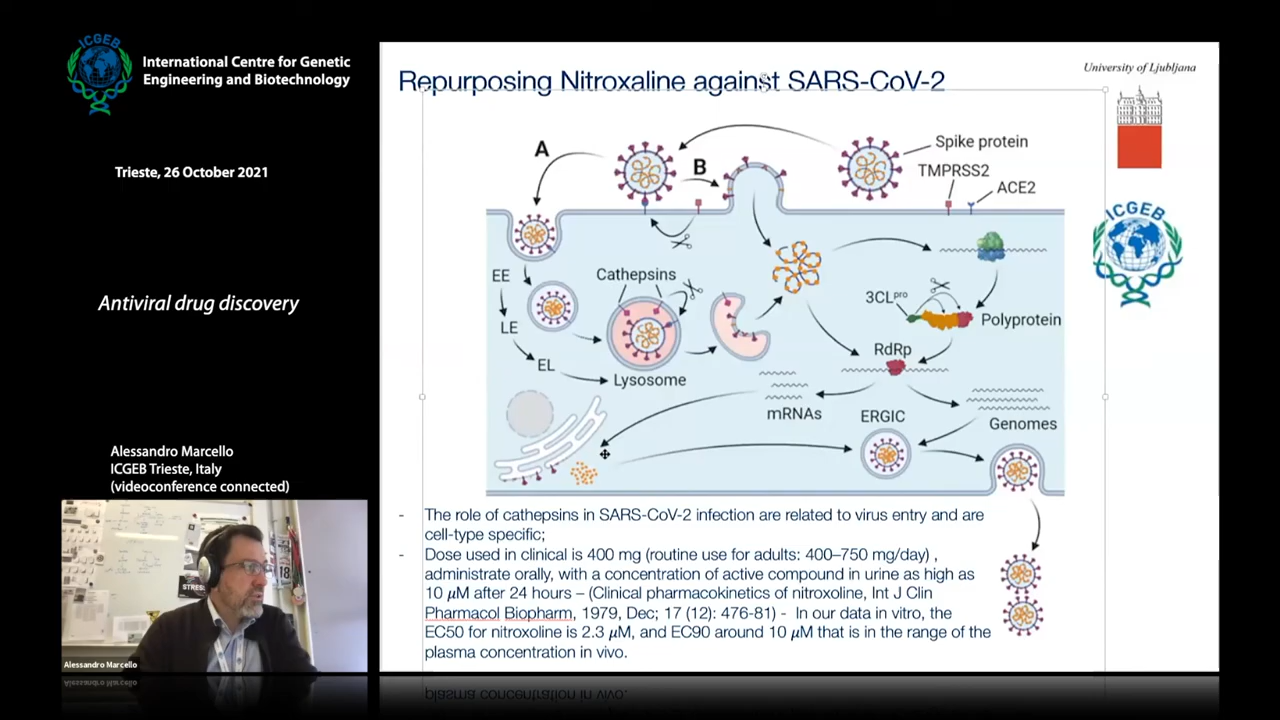 ICGEB
International Centre for Genetic
Engineering and Biotechnology
Trieste, 26 October 2021
Antiviral drug discovery
Alessandro Marcello
ICGEB Trieste, Italy
(videoconference connected)
STRESS
18
Alessandro Marcello
Repurposing Nitroxaline against SARS-CoV-2
University of Ljubljana
ICGEB
A
B
Spike protein
TMPRSS2
ACE2
EE
Cathepsins
3CLpro
LE
Polyprotein
EL
RdRp
Lysosome
mRNAs
ERGIC
Genomes
- The role of cathepsins in SARS-CoV-2 infection are related to virus entry and are
cell-type specific;
- Dose used in clinical is 400 mg (routine use for adults: 400–750 mg/day) ,
administrate orally, with a concentration of active compound in urine as high as
10 µM after 24 hours – (Clinical pharmacokinetics of nitroxoline, Int J Clin
Pharmacol Biopharm, 1979, Dec; 17 (12): 476-81) - In our data in vitro, the
EC50 for nitroxoline is 2.3 µM, and EC90 around 10 µM that is in the range of the
plasma concentration in vivo.